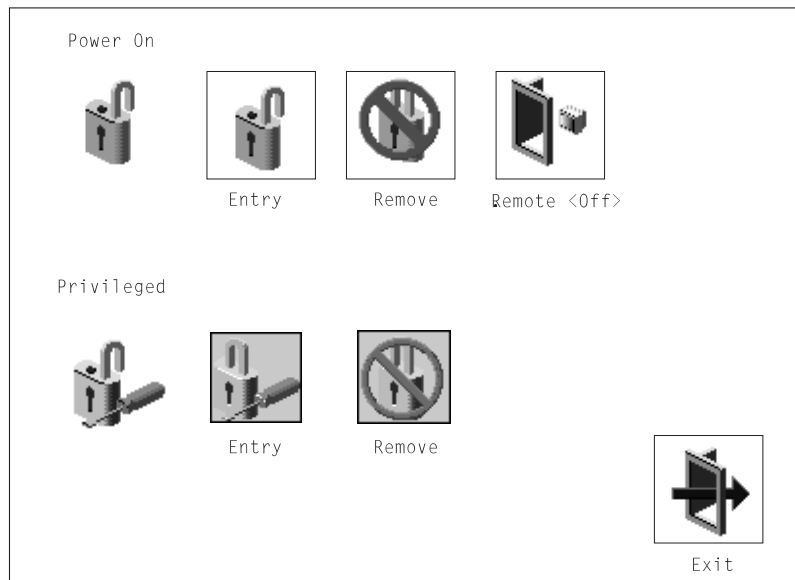 Power On
Entry Remove Remote <Off>
Privileged
Entry Remove
Exit